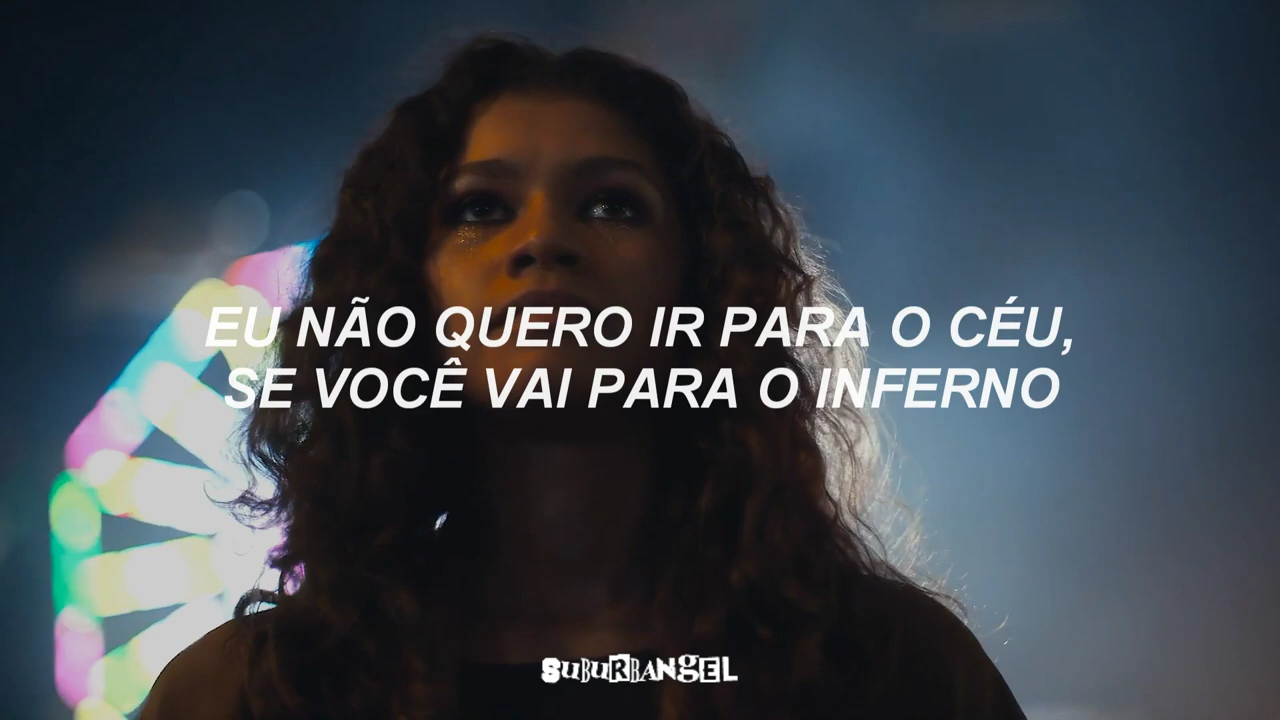 EU NÃO QUERO IR PARA O CÉU,
SE VOCÊ VAI PARA O INFERNO
SUBURBANGEL